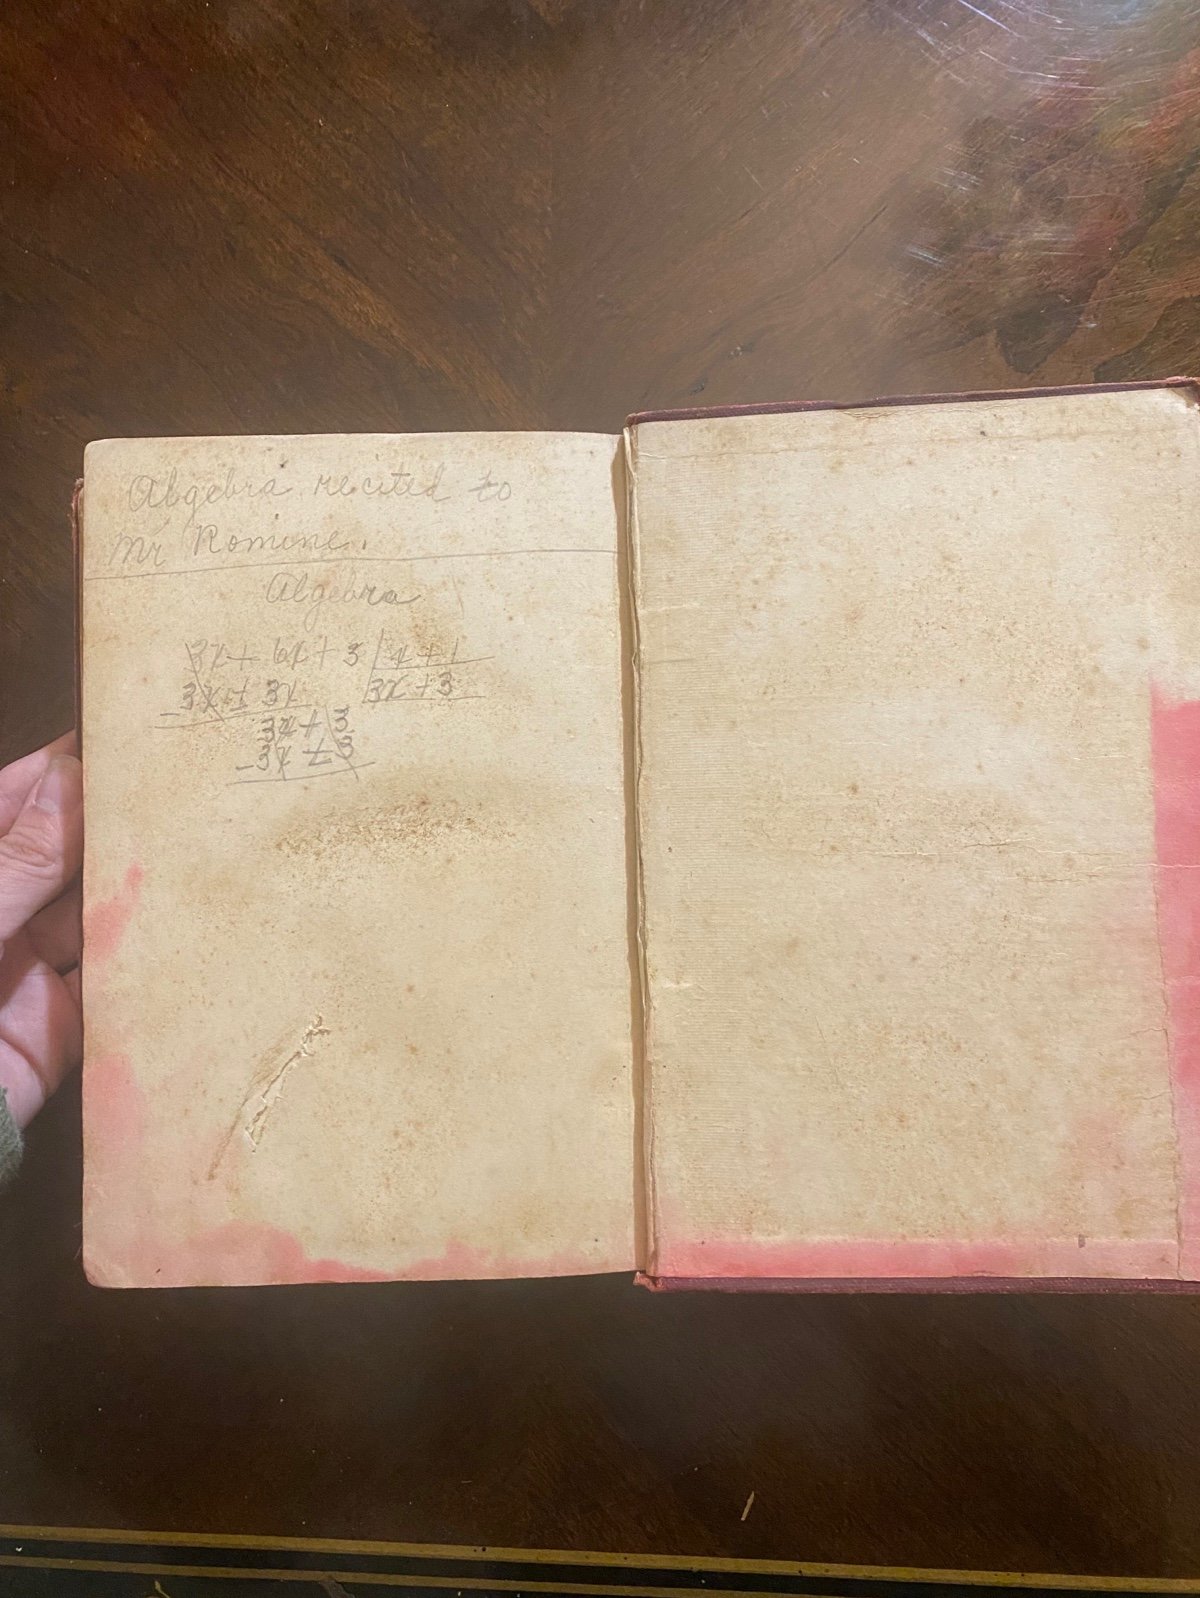 Algebra recited to
Mr Romine.
Algebra
3x + 6x + 3 | x + 1
3x + 3x | 3x + 3
3x + 3
- 3x + 3